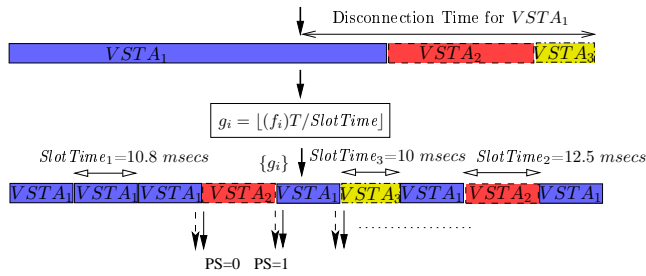 Disconnection Time for VSTA₁
VSTA₁ VSTA₂ VSTA₃
gᵢ = ⌊(fᵢ)T/SlotTime⌋
SlotTime₁=10.8 msecs {gᵢ} SlotTime₃=10 msecs SlotTime₂=12.5 msecs
VSTA₁ VSTA₁ VSTA₁ VSTA₂ VSTA₁ VSTA₃ VSTA₁ VSTA₂ VSTA₁
PS=0 PS=1